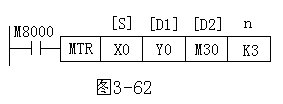 [S] [D1] [D2] n
M8000
MTR X0 Y0 M30 K3
图3-62